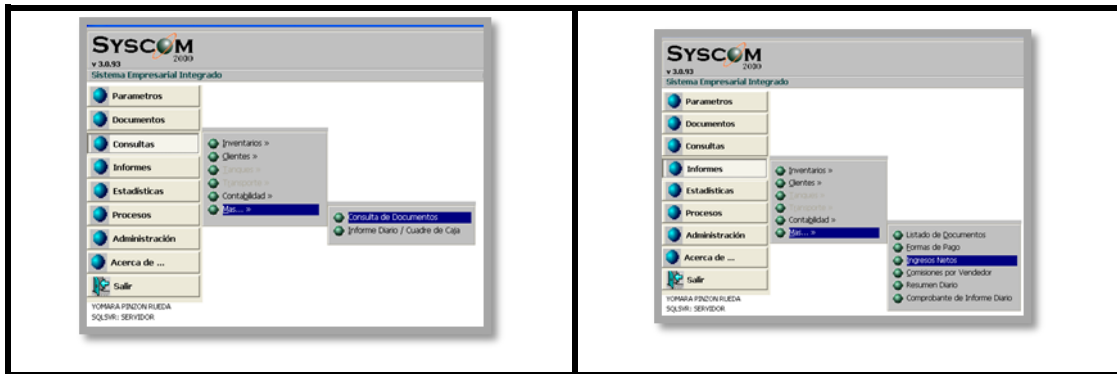 SYSCOM
2000
v 3.0.93
Sistema Empresarial Integrado
Parametros
Documentos
Consultas
Informes
Estadisticas
Procesos
Administración
Acerca de ...
Salir
Inventarios »
Clientes »
Tanques »
Transporte »
Contabilidad »
Mas... »
Consulta de Documentos
Informe Diario / Cuadre de Caja
YOMARA PINZON RUEDA
SQLSVR: SERVIDOR
SYSCOM
2000
v 3.0.93
Sistema Empresarial Integrado
Parametros
Documentos
Consultas
Informes
Estadisticas
Procesos
Administración
Acerca de ...
Salir
Inventarios »
Clientes »
Tanques »
Transporte »
Contabilidad »
Mas... »
Listado de Documentos
Formas de Pago
Ingresos Netos
Comisiones por Vendedor
Resumen Diario
Comprobante de Informe Diario
YOMARA PINZON RUEDA
SQLSVR: SERVIDOR